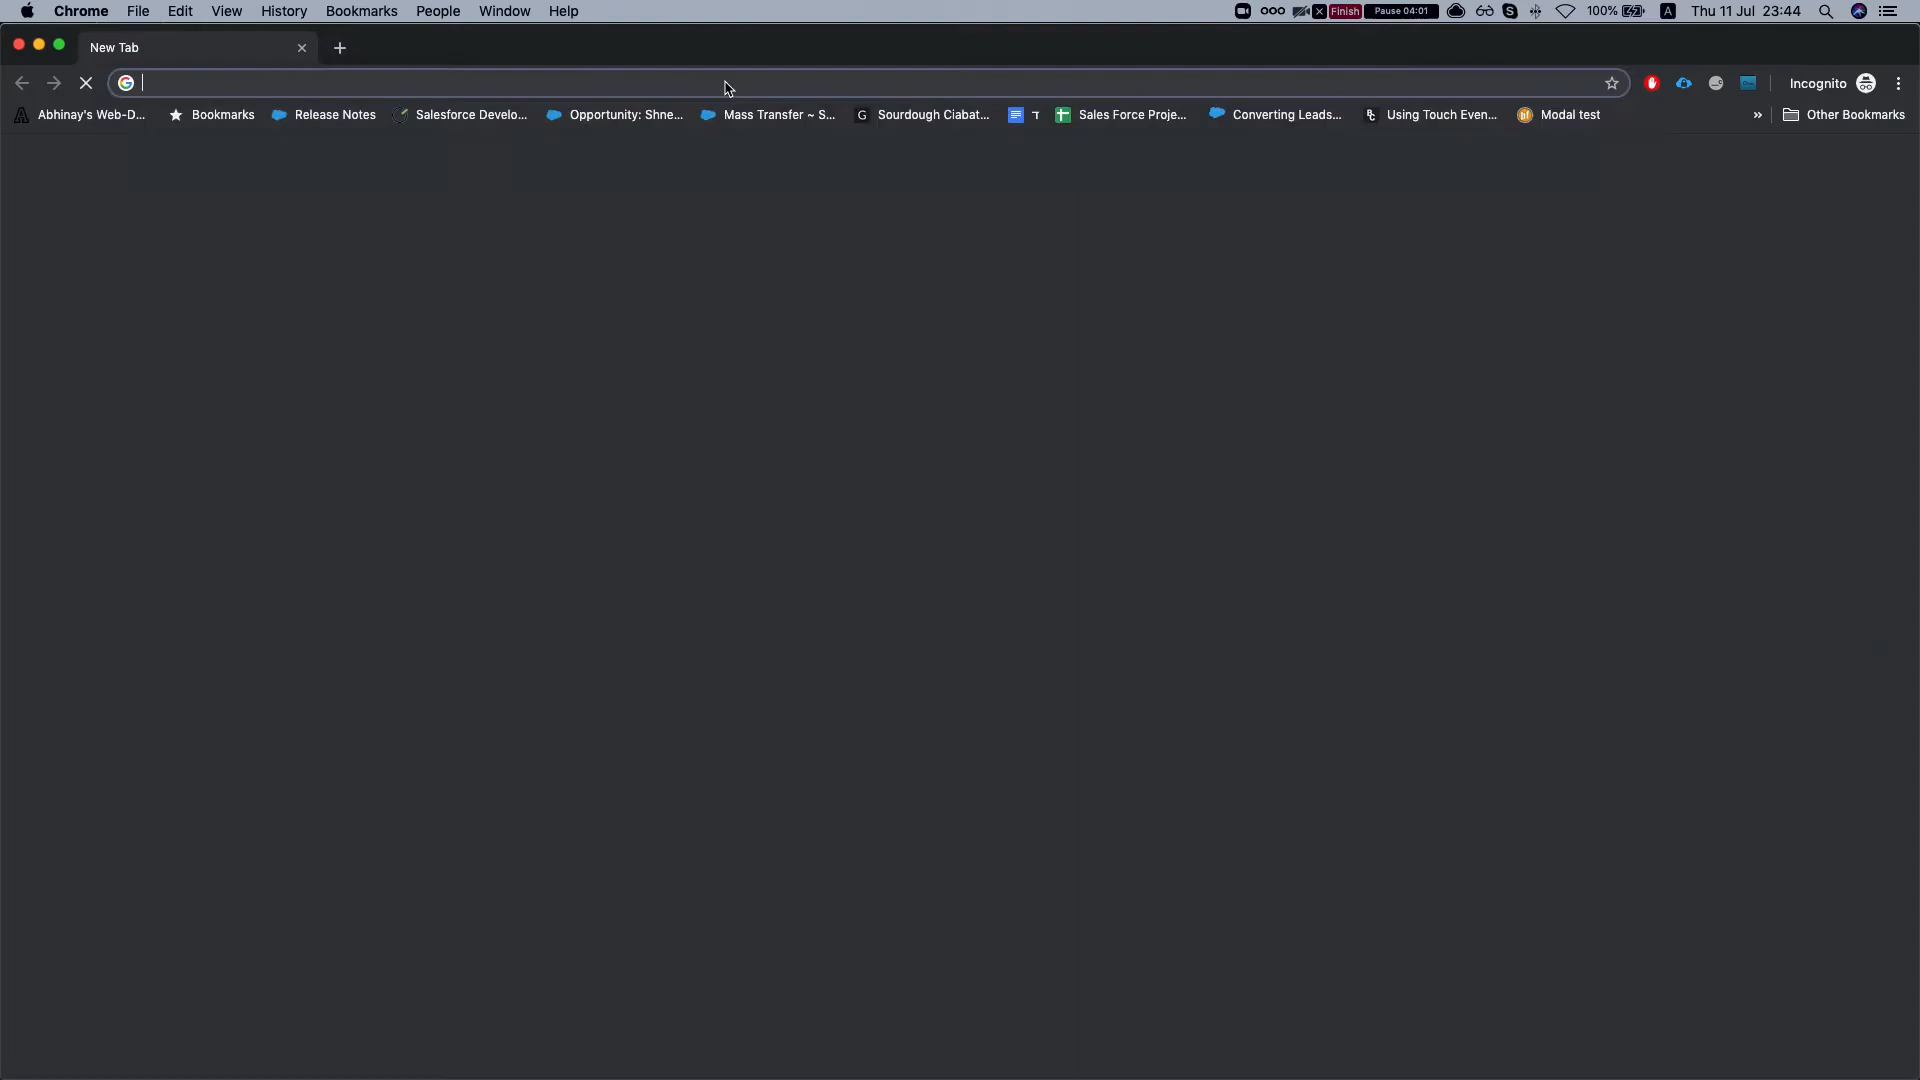 Chrome File Edit View History Bookmarks People Window Help Finish Pause 04:01 S 100% A Thu 11 Jul 23:44
New Tab
Incognito
Abhinay's Web-D... Bookmarks Release Notes Salesforce Develo... Opportunity: Shne... Mass Transfer ~ S... G Sourdough Ciabat... T Sales Force Proje... Converting Leads... Using Touch Even... bf Modal test » Other Bookmarks